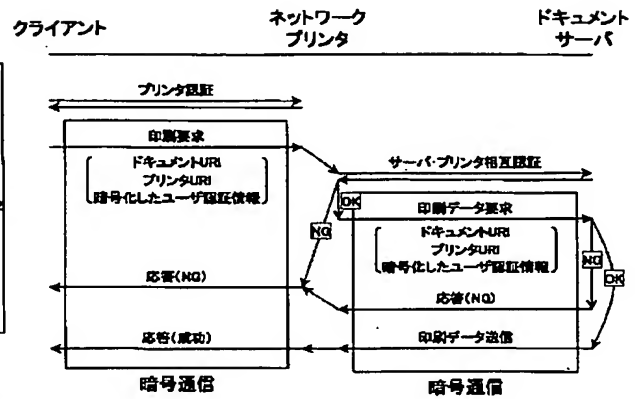 クライアント
ネットワーク
プリンタ
ドキュメント
サーバ
プリンタ認証
印刷要求
ドキュメントURI
プリンタURI
暗号化したユーザ認証情報
サーバ・プリンタ相互認証
OK
NG
印刷データ要求
ドキュメントURI
プリンタURI
暗号化したユーザ認証情報
NG
OK
応答(NG)
応答(NG)
応答(成功)
印刷データ送信
暗号通信
暗号通信